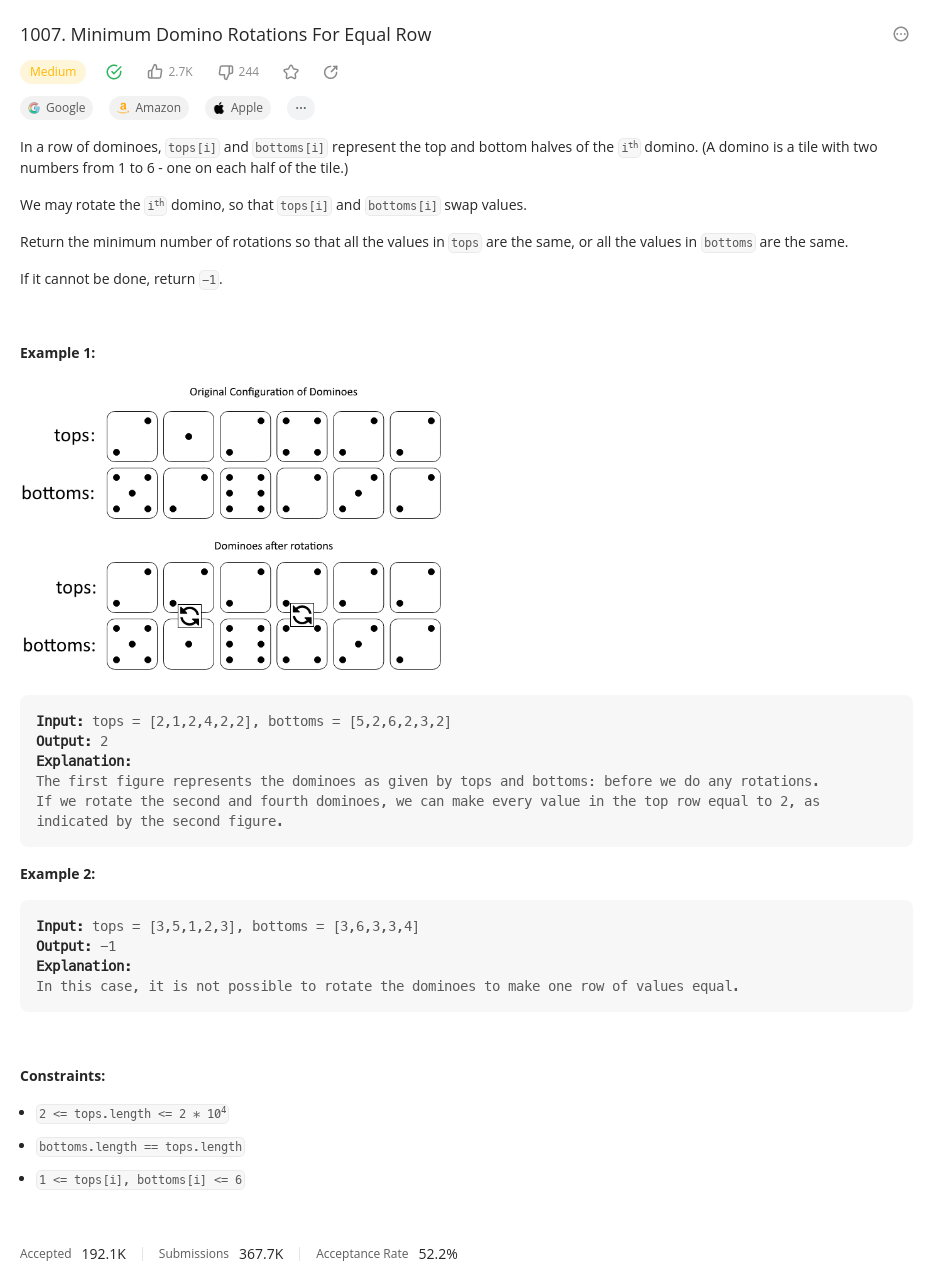 1007. Minimum Domino Rotations For Equal Row
Medium 2.7K 244
Google Amazon Apple ···
In a row of dominoes, tops[i] and bottoms[i] represent the top and bottom halves of the ith domino. (A domino is a tile with two
numbers from 1 to 6 - one on each half of the tile.)
We may rotate the ith domino, so that tops[i] and bottoms[i] swap values.
Return the minimum number of rotations so that all the values in tops are the same, or all the values in bottoms are the same.
If it cannot be done, return -1.
Example 1:
Original Configuration of Dominoes
tops:
bottoms:
Dominoes after rotations
tops:
bottoms:
Input: tops = [2,1,2,4,2,2], bottoms = [5,2,6,2,3,2]
Output: 2
Explanation:
The first figure represents the dominoes as given by tops and bottoms: before we do any rotations.
If we rotate the second and fourth dominoes, we can make every value in the top row equal to 2, as
indicated by the second figure.
Example 2:
Input: tops = [3,5,1,2,3], bottoms = [3,6,3,3,4]
Output: -1
Explanation:
In this case, it is not possible to rotate the dominoes to make one row of values equal.
Constraints:
2 <= tops.length <= 2 * 10⁴
bottoms.length == tops.length
1 <= tops[i], bottoms[i] <= 6
Accepted 192.1K Submissions 367.7K Acceptance Rate 52.2%